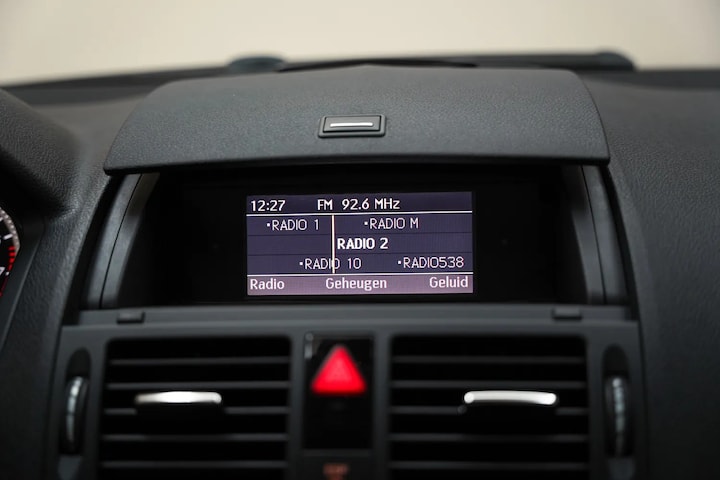 12:27 FM 92.6 MHz
•RADIO 1 •RADIO M
RADIO 2
•RADIO 10 •RADIO538
Radio Geheugen Geluid